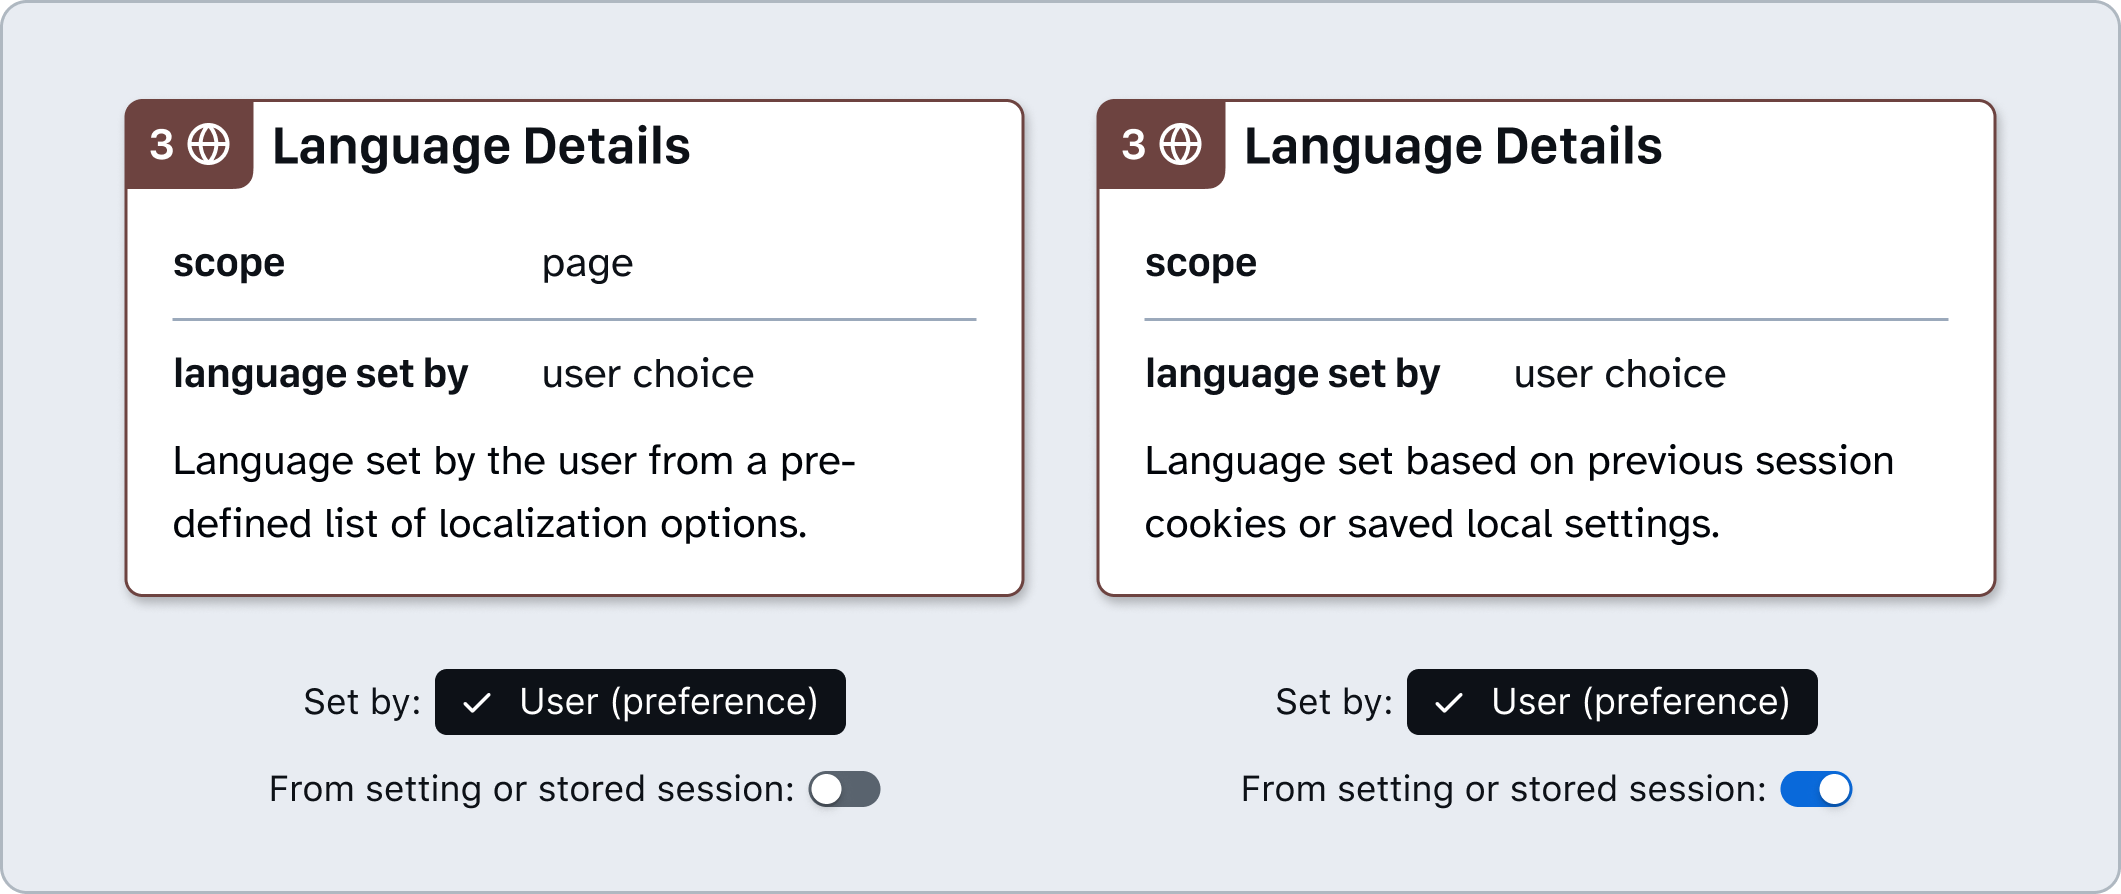 3 Language Details
scope page
language set by user choice
Language set by the user from a pre-
defined list of localization options.
Set by: User (preference)
From setting or stored session:
3 Language Details
scope
language set by user choice
Language set based on previous session
cookies or saved local settings.
Set by: User (preference)
From setting or stored session: